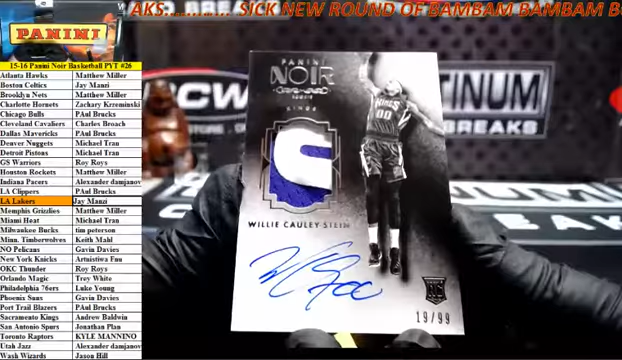 AKS........... SICK NEW ROUND OF BAMBAM BAMBAM B
PANINI
15-16 Panini Noir Basketball PYT #26
Atlanta Hawks Matthew Miller
Boston Celtics Jay Manzi
Brooklyn Nets Matthew Miller
Charlotte Hornets Zachary Krzeminski
Chicago Bulls PAul Brucks
Cleveland Cavaliers Charles Broach
Dallas Mavericks PAul Brucks
Denver Nuggets Michael Tran
Detroit Pistons Michael Tran
GS Warriors Roy Roys
Houston Rockets Matthew Miller
Indiana Pacers Alexander damjanov
LA Clippers PAul Brucks
LA Lakers Jay Manzi
Memphis Grizzlies Matthew Miller
Miami Heat Michael Tran
Milwaukee Bucks tim peterson
Minn. Timberwolves Keith Mahl
NO Pelicans Gavin Davies
New York Knicks
OKC Thunder Roy Roys
Orlando Magic Trey White
Philadelphia 76ers Luke Young
Phoenix Suns Gavin Davies
Port Trail Blazers PAul Brucks
Sacramento Kings Andrew Baldwin
San Antonio Spurs Jonathan Plan
Toronto Raptors KYLE MANNINO
Utah Jazz Alexander damjanov
Wash Wizards Jason Hill
PANINI
NOIR
KINGS
KINGS
00
WILLIE CAULEY-STEIN
RC
19/99
CW
PLATINUM
BREAKS